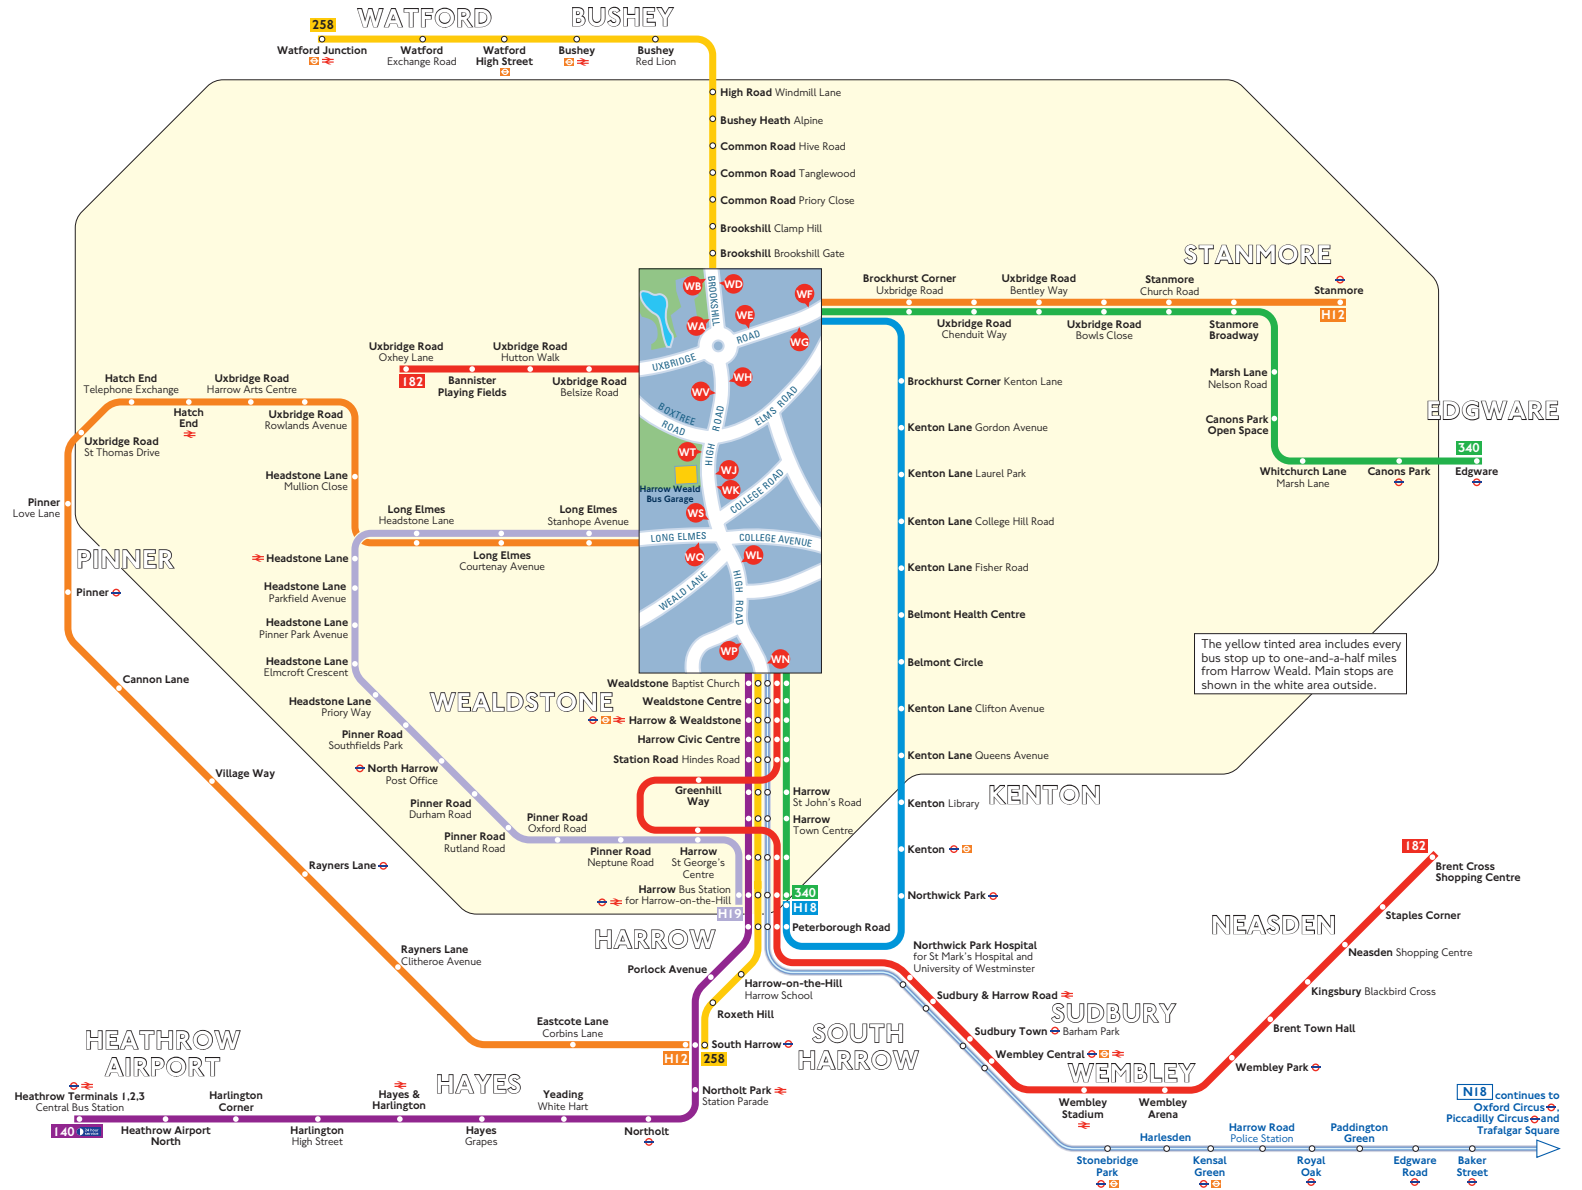 WATFORD
BUSHEY
258
Watford Junction
Watford
Exchange Road
Watford
High Street
Bushey
Bushey
Red Lion
High Road Windmill Lane
Bushey Heath Alpine
Common Road Hive Road
Common Road Tanglewood
Common Road Priory Close
Brookshill Clamp Hill
Brookshill Brookshill Gate
STANMORE
Brockhurst Corner
Uxbridge Road
Uxbridge Road
Bentley Way
Stanmore
Church Road
Stanmore
H12
Uxbridge Road
Chenduit Way
Uxbridge Road
Bowls Close
Stanmore
Broadway
Marsh Lane
Nelson Road
Canons Park
Open Space
EDGWARE
340
Whitchurch Lane
Marsh Lane
Canons Park
Edgware
WB
WD
WF
WA
WE
WG
BROOKSHILL
UXBRIDGE
ROAD
WH
WV
BOXTREE
ROAD
HIGH ROAD
ELMS ROAD
WT
WJ
WK
Harrow Weald
Bus Garage
COLLEGE ROAD
WS
LONG ELMES
COLLEGE AVENUE
WQ
WL
WEALD LANE
HIGH ROAD
WP
WN
Uxbridge Road
Oxhey Lane
Uxbridge Road
Hutton Walk
182
Bannister
Playing Fields
Uxbridge Road
Belsize Road
Hatch End
Telephone Exchange
Uxbridge Road
Harrow Arts Centre
Hatch
End
Uxbridge Road
Rowlands Avenue
Uxbridge Road
St Thomas Drive
Headstone Lane
Mullion Close
Pinner
Love Lane
Long Elmes
Headstone Lane
Long Elmes
Stanhope Avenue
Long Elmes
Courtenay Avenue
PINNER
Pinner
Headstone Lane
Headstone Lane
Parkfield Avenue
Headstone Lane
Pinner Park Avenue
Headstone Lane
Elmcroft Crescent
Headstone Lane
Priory Way
Pinner Road
Southfields Park
North Harrow
Post Office
Pinner Road
Durham Road
Pinner Road
Rutland Road
Pinner Road
Oxford Road
Pinner Road
Neptune Road
Harrow
St George's
Centre
Cannon Lane
Village Way
Rayners Lane
Rayners Lane
Clitheroe Avenue
Eastcote Lane
Corbins Lane
H12
Brockhurst Corner Kenton Lane
Kenton Lane Gordon Avenue
Kenton Lane Laurel Park
Kenton Lane College Hill Road
Kenton Lane Fisher Road
Belmont Health Centre
Belmont Circle
Kenton Lane Clifton Avenue
Kenton Lane Queens Avenue
Kenton Library
KENTON
Kenton
Northwick Park
The yellow tinted area includes every
bus stop up to one-and-a-half miles
from Harrow Weald. Main stops are
shown in the white area outside.
WEALDSTONE
Wealdstone Baptist Church
Wealdstone Centre
Harrow & Wealdstone
Harrow Civic Centre
Station Road Hindes Road
Greenhill
Way
Harrow
St John's Road
Harrow
Town Centre
Harrow Bus Station
for Harrow-on-the-Hill
H19
340
H18
Peterborough Road
HARROW
Porlock Avenue
Harrow-on-the-Hill
Harrow School
Roxeth Hill
South Harrow
258
SOUTH
HARROW
Northolt Park
Station Parade
HEATHROW
AIRPORT
HAYES
Heathrow Terminals 1,2,3
Central Bus Station
140
24 hour
service
Heathrow Airport
North
Harlington
Corner
Harlington
High Street
Hayes &
Harlington
Hayes
Grapes
Yeading
White Hart
Northolt
Northwick Park Hospital
for St Mark's Hospital and
University of Westminster
Sudbury & Harrow Road
SUDBURY
Sudbury Town
Barham Park
Wembley Central
WEMBLEY
Wembley
Stadium
Wembley
Arena
Wembley Park
Brent Town Hall
Kingsbury Blackbird Cross
Neasden Shopping Centre
NEASDEN
Staples Corner
182
Brent Cross
Shopping Centre
N18 continues to
Oxford Circus,
Piccadilly Circus and
Trafalgar Square
Stonebridge
Park
Harlesden
Kensal
Green
Harrow Road
Police Station
Royal
Oak
Paddington
Green
Edgware
Road
Baker
Street